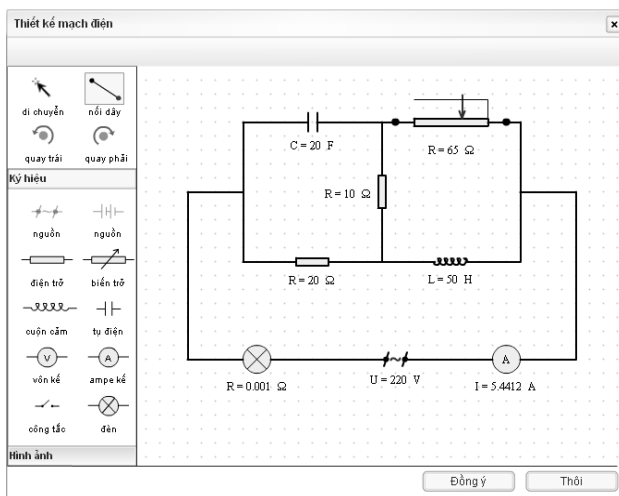 Thiết kế mạch điện
di chuyển nối dây
quay trái quay phải
Ký hiệu
nguồn nguồn
điện trở biến trở
cuộn cảm tụ điện
V A
vôn kế ampe kế
công tắc đèn
Hình ảnh
C = 20 F
R = 65 Ω
R = 10 Ω
R = 20 Ω
L = 50 H
A
R = 0.001 Ω
U = 220 V
I = 5.4412 A
Đồng ý Thôi